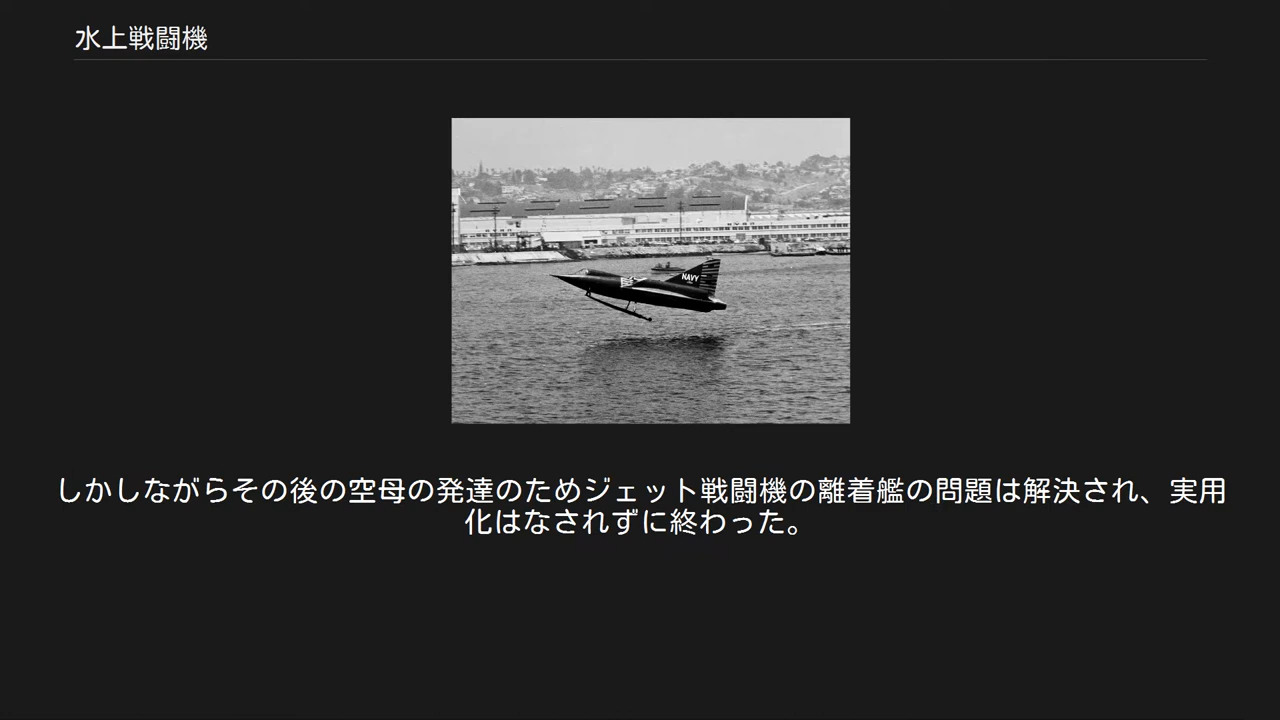 水上戦闘機
NAVY
しかしながらその後の空母の発達のためジェット戦闘機の離着艦の問題は解決され、実用
化はなされずに終わった。